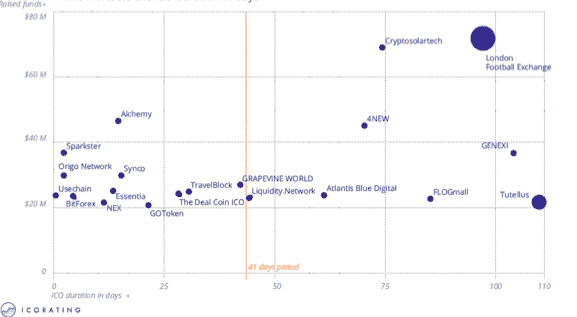 Raised funds→
$80 M
Cryptosolartech
London
Football Exchange
$60 M
Alchemy
4NEW
$40 M
Sparkster
GENEXI
Origo Network
Synco
GRAPEVINE WORLD
TravelBlock
Usechain
Essentia
Liquidity.Network
Atlantis Blue Digital
FLOGmall
Tutellus
BitForex
NEX
The Deal Coin ICO
GOToken
$20 M
41 days period
0
0
25
50
75
100
110
ICO duration in days →
ICORATING